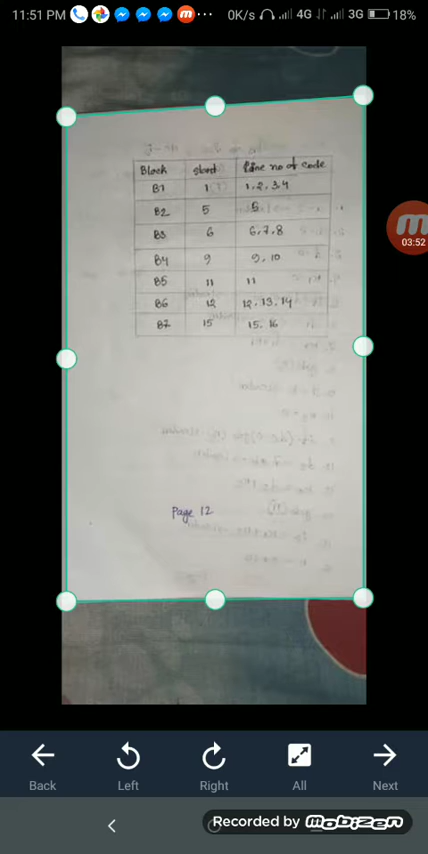 11:51 PM ... 0K/s 4G 3G 18%
Block start Line no of code
B1 1 1, 2, 3, 4
B2 5 5
B3 6 6, 7, 8
B4 9 9, 10
B5 11 11
B6 12 12, 13, 14
B7 15 15, 16
03:52
Page 12
Back Left Right All Next
Recorded by mobizen